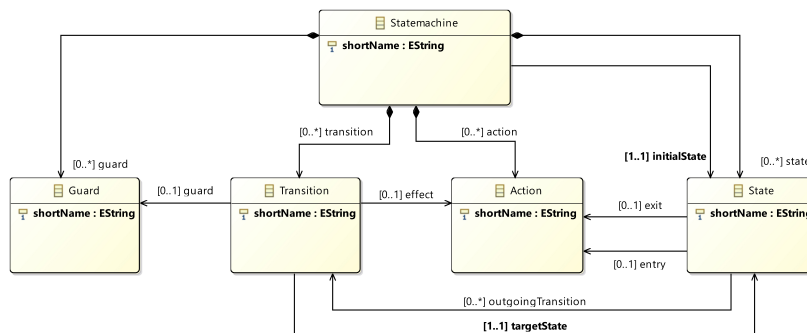 Statemachine
shortName : EString
[0..*] transition
[0..*] action
[0..*] guard
[1..1] initialState
[0..*] state
Guard
shortName : EString
[0..1] guard
Transition
shortName : EString
[0..1] effect
Action
shortName : EString
[0..1] exit
[0..1] entry
State
shortName : EString
[0..*] outgoingTransition
[1..1] targetState